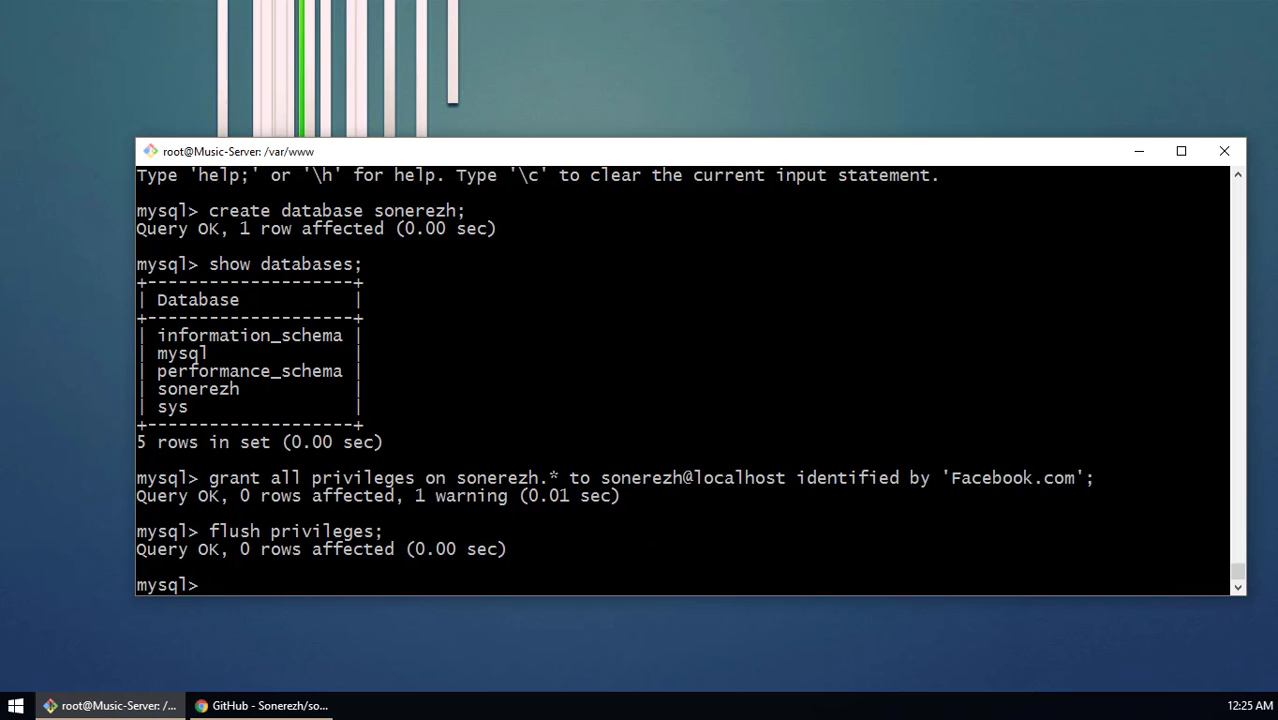 root@Music-Server: /var/www
Type 'help;' or '\h' for help. Type '\c' to clear the current input statement.
mysql> create database sonerezh;
Query OK, 1 row affected (0.00 sec)
mysql> show databases;
+--------------------+
| Database           |
+--------------------+
| information_schema |
| mysql              |
| performance_schema |
| sonerezh           |
| sys                |
+--------------------+
5 rows in set (0.00 sec)
mysql> grant all privileges on sonerezh.* to sonerezh@localhost identified by 'Facebook.com';
Query OK, 0 rows affected, 1 warning (0.01 sec)
mysql> flush privileges;
Query OK, 0 rows affected (0.00 sec)
mysql>
root@Music-Server: /...
GitHub - Sonerezh/so...
12:25 AM